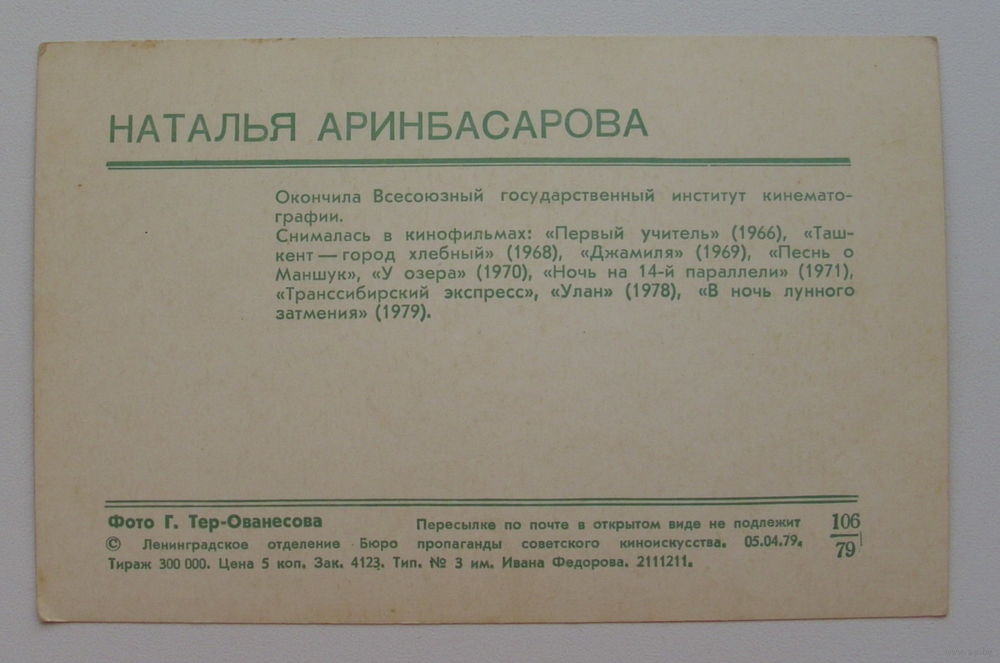 НАТАЛЬЯ АРИНБАСАРОВА
Окончила Всесоюзный государственный институт кинемато-
графии.
Снималась в кинофильмах: «Первый учитель» (1966), «Таш-
кент — город хлебный» (1968), «Джамиля» (1969), «Песнь о
Маншук», «У озера» (1970), «Ночь на 14-й параллели» (1971),
«Транссибирский экспресс», «Улан» (1978), «В ночь лунного
затмения» (1979).
Фото Г. Тер-Ованесова Пересылке по почте в открытом виде не подлежит 106
© Ленинградское отделение Бюро пропаганды советского киноискусства. 05.04.79. 79
Тираж 300 000. Цена 5 коп. Зак. 4123. Тип. № 3 им. Ивана Федорова. 2111211.